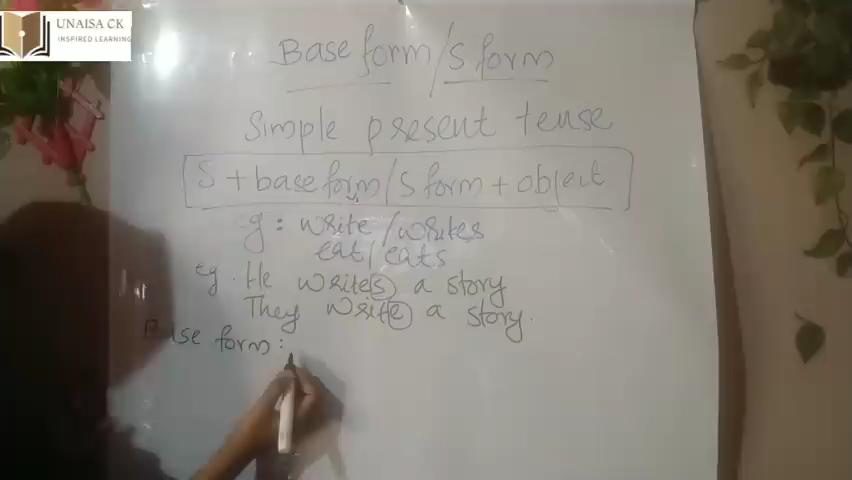 UNAISA CK
INSPIRED LEARNING
Base form/S form
Simple present tense
S + base form/S form + object
g: write/writes
eat/eats
eg. He writes a story
They write a story.
Base form: